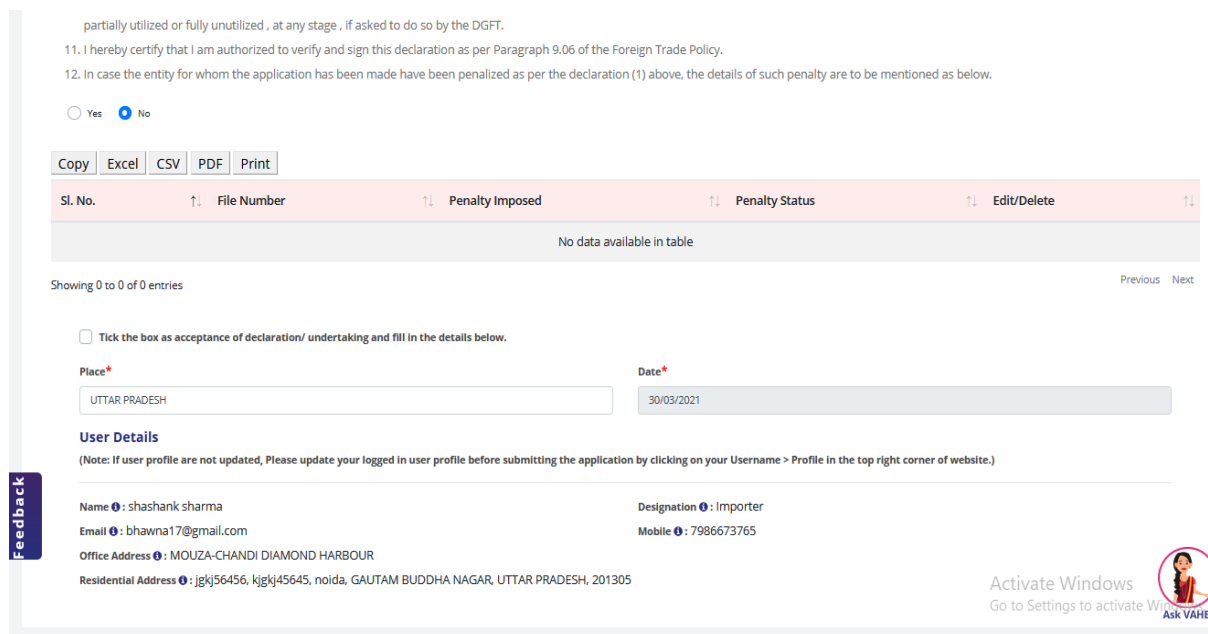 partially utilized or fully unutilized , at any stage , if asked to do so by the DGFT.
11. I hereby certify that I am authorized to verify and sign this declaration as per Paragraph 9.06 of the Foreign Trade Policy.
12. In case the entity for whom the application has been made have been penalized as per the declaration (1) above, the details of such penalty are to be mentioned as below.
Yes No
Copy Excel CSV PDF Print
Sl. No. File Number Penalty Imposed Penalty Status Edit/Delete
No data available in table
Showing 0 to 0 of 0 entries
Previous Next
Tick the box as acceptance of declaration/ undertaking and fill in the details below.
Place* Date*
UTTAR PRADESH 30/03/2021
User Details
(Note: If user profile are not updated, Please update your logged in user profile before submitting the application by clicking on your Username > Profile in the top right corner of website.)
Feedback
Name : shashank sharma Designation : Importer
Email : bhawna17@gmail.com Mobile : 7986673765
Office Address : MOUZA-CHANDI DIAMOND HARBOUR
Residential Address : jgkj56456, kjgkj45645, noida, GAUTAM BUDDHA NAGAR, UTTAR PRADESH, 201305
Activate Windows
Go to Settings to activate
Ask VAHE